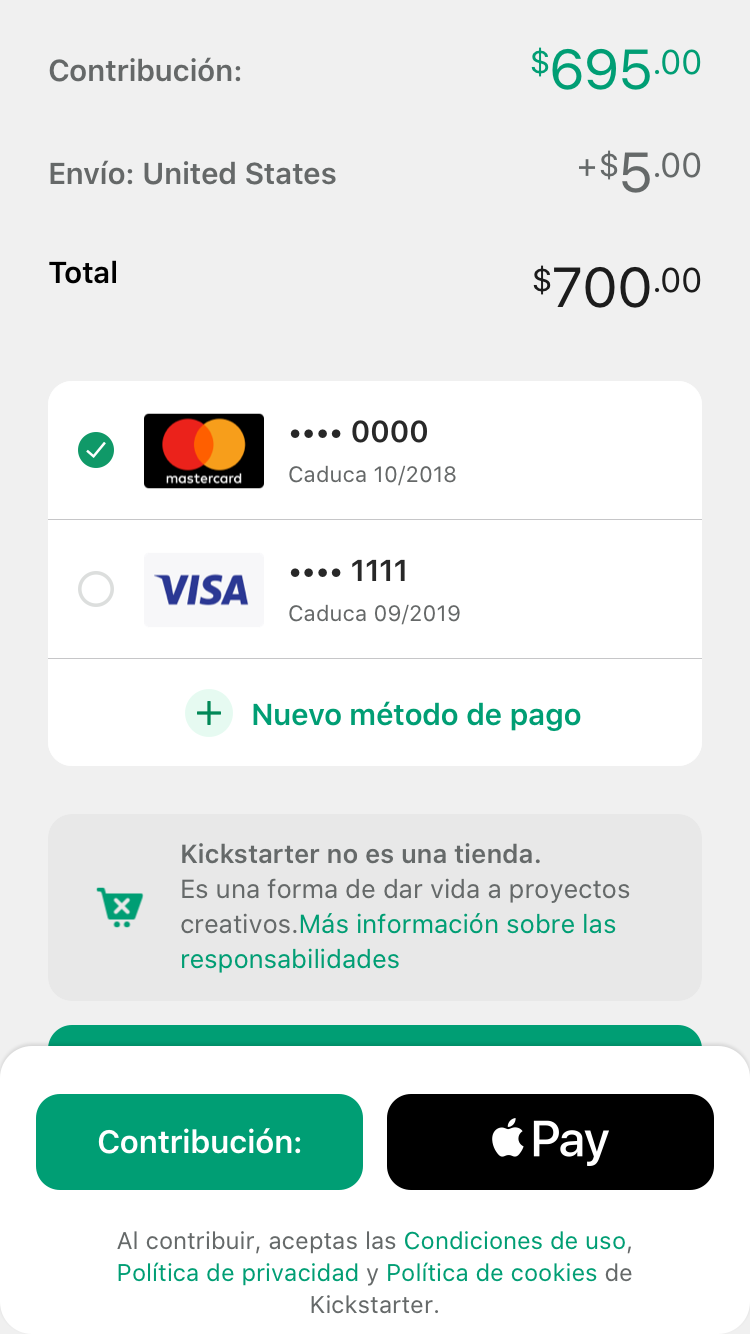 Contribución: $695.00
Envío: United States +$5.00
Total $700.00
mastercard
•••• 0000
Caduca 10/2018
VISA
•••• 1111
Caduca 09/2019
+ Nuevo método de pago
Kickstarter no es una tienda.
Es una forma de dar vida a proyectos
creativos.Más información sobre las
responsabilidades
Contribución:
Pay
Al contribuir, aceptas las Condiciones de uso,
Política de privacidad y Política de cookies de
Kickstarter.